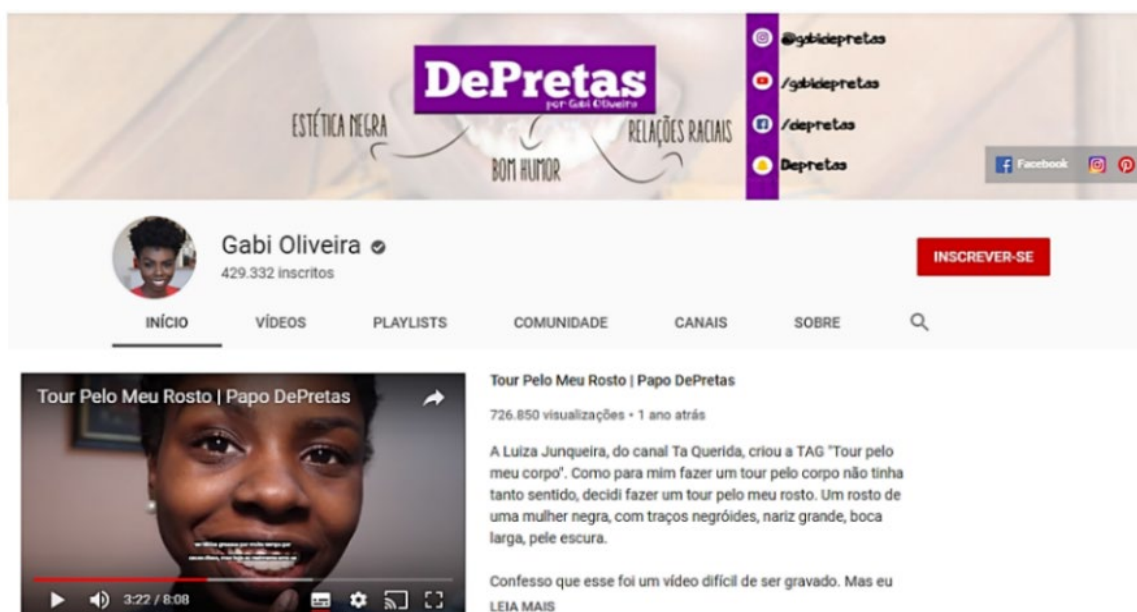 DePretas
por Gabi Oliveira
ESTÉTICA NEGRA
BOM HUMOR
RELAÇÕES RACIAIS
@gabidepretas
/gabidepretas
/depretas
Depretas
Facebook
Gabi Oliveira
429.332 inscritos
INSCREVER-SE
INÍCIO VÍDEOS PLAYLISTS COMUNIDADE CANAIS SOBRE
Tour Pelo Meu Rosto | Papo DePretas
3:22 / 8:08
Tour Pelo Meu Rosto | Papo DePretas
726.850 visualizações • 1 ano atrás
A Luiza Junqueira, do canal Ta Querida, criou a TAG "Tour pelo
meu corpo". Como para mim fazer um tour pelo corpo não tinha
tanto sentido, decidi fazer um tour pelo meu rosto. Um rosto de
uma mulher negra, com traços negróides, nariz grande, boca
larga, pele escura.
Confesso que esse foi um vídeo difícil de ser gravado. Mas eu
LEIA MAIS